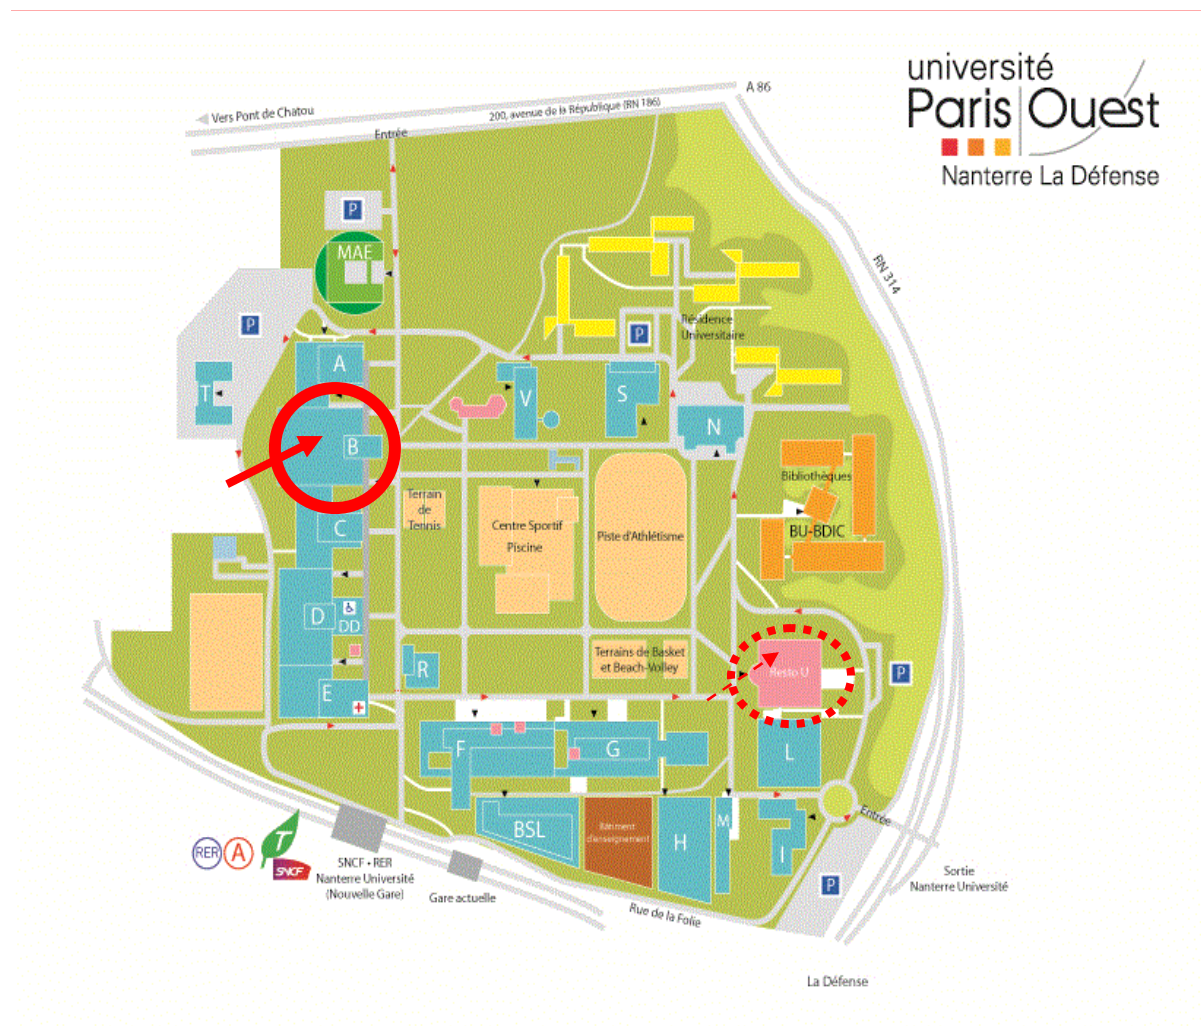 université
Paris Ouest
Nanterre La Défense
A 86
Vers Pont de Chatou
200, avenue de la République (RN 186)
Entrée
P
MAE
RN 314
P
Résidence
Universitaire
P
A
T
V
S
N
B
Bibliothèques
BU-BDIC
Terrain
de
Tennis
Centre Sportif
Piscine
Piste d'Athlétisme
C
D
DD
Terrains de Basket
et Beach-Volley
R
Resto U
P
E
F
G
L
BSL
Bâtiment
d'enseignement
H
M
I
Entrée
RER
A
T
SNCF
SNCF • RER
Nanterre Université
(Nouvelle Gare)
Gare actuelle
Rue de la Folie
P
Sortie
Nanterre Université
La Défense